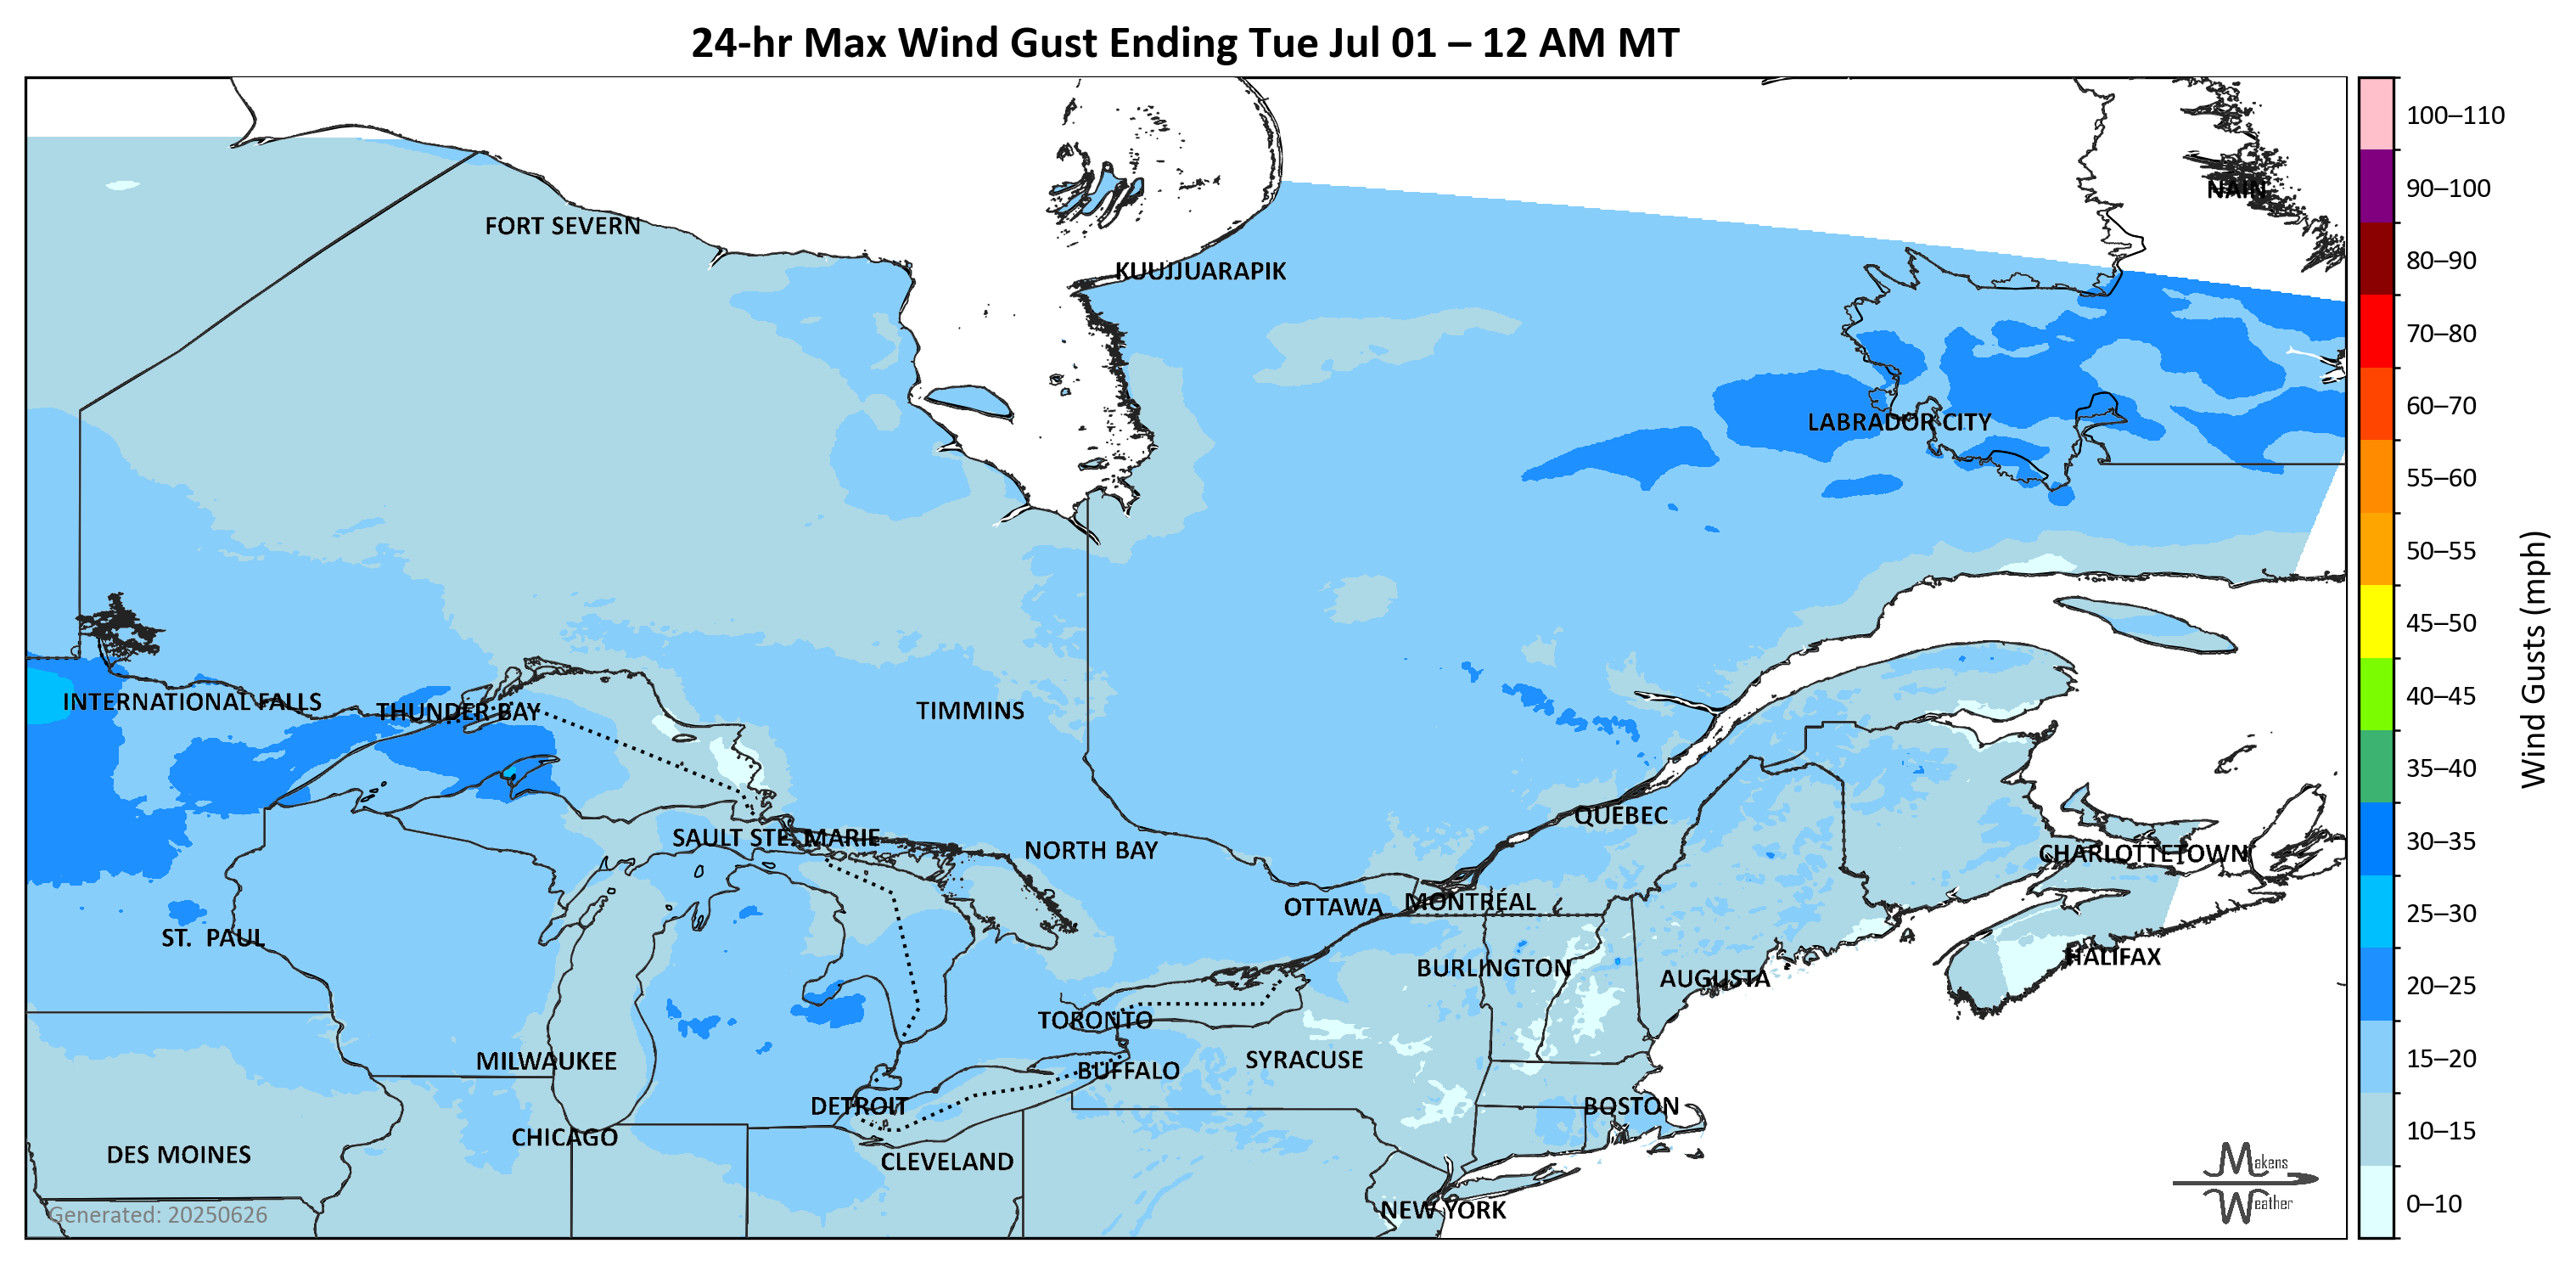 24-hr Max Wind Gust Ending Tue Jul 01 – 12 AM MT
100–110
90–100
NAIN
FORT SEVERN
80–90
KUUJJUARAPIK
70–80
60–70
LABRADOR CITY
55–60
50–55
45–50
Wind Gusts (mph)
40–45
INTERNATIONAL FALLS
THUNDER BAY
TIMMINS
35–40
QUEBEC
30–35
SAULT STE. MARIE
NORTH BAY
CHARLOTTETOWN
OTTAWA
MONTRÉAL
25–30
ST. PAUL
HALIFAX
BURLINGTON
AUGUSTA
20–25
TORONTO
15–20
MILWAUKEE
SYRACUSE
BUFFALO
DETROIT
BOSTON
10–15
CHICAGO
DES MOINES
CLEVELAND
Makens
Weather
0–10
NEW YORK
Generated: 20250626